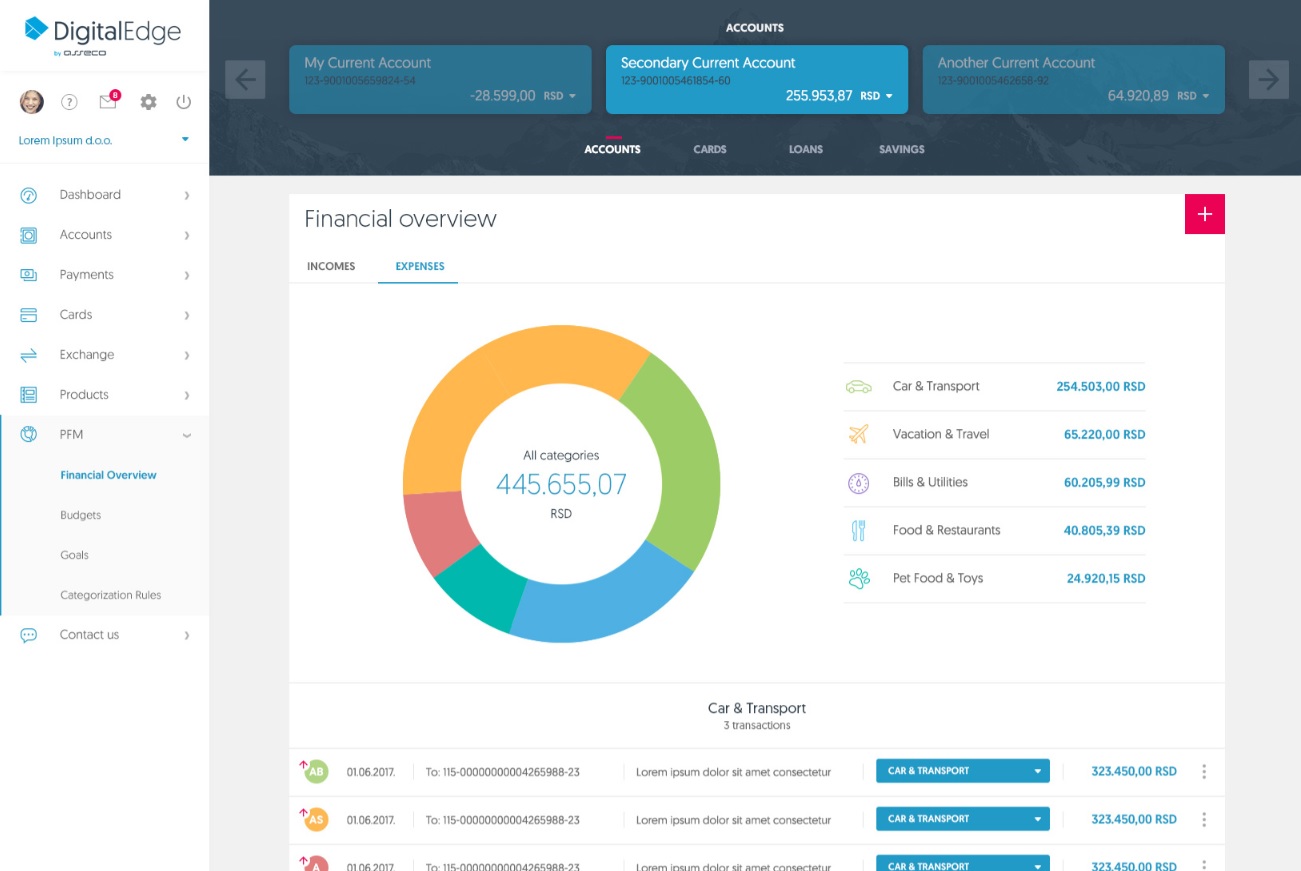 DigitalEdge
by asseco
8
Lorem Ipsum d.o.o.
Dashboard
Accounts
Payments
Cards
Exchange
Products
PFM
Financial Overview
Budgets
Goals
Categorization Rules
Contact us
ACCOUNTS
My Current Account
123-9001005659824-54
-28.599,00 RSD
Secondary Current Account
123-9001005461854-60
255.953,87 RSD
Another Current Account
123-9001005462658-92
64.920,89 RSD
ACCOUNTS CARDS LOANS SAVINGS
Financial overview
+
INCOMES EXPENSES
All categories
445.655,07
RSD
Car & Transport 254.503,00 RSD
Vacation & Travel 65.220,00 RSD
Bills & Utilities 60.205,99 RSD
Food & Restaurants 40.805,39 RSD
Pet Food & Toys 24.920,15 RSD
Car & Transport
3 transactions
AB 01.06.2017. To: 115-00000000004265988-23 Lorem ipsum dolor sit amet consectetur CAR & TRANSPORT 323.450,00 RSD
AS 01.06.2017. To: 115-00000000004265988-23 Lorem ipsum dolor sit amet consectetur CAR & TRANSPORT 323.450,00 RSD
A 01.06.2017. To: 115-00000000004265988-23 Lorem ipsum dolor sit amet consectetur CAR & TRANSPORT 323.450,00 RSD